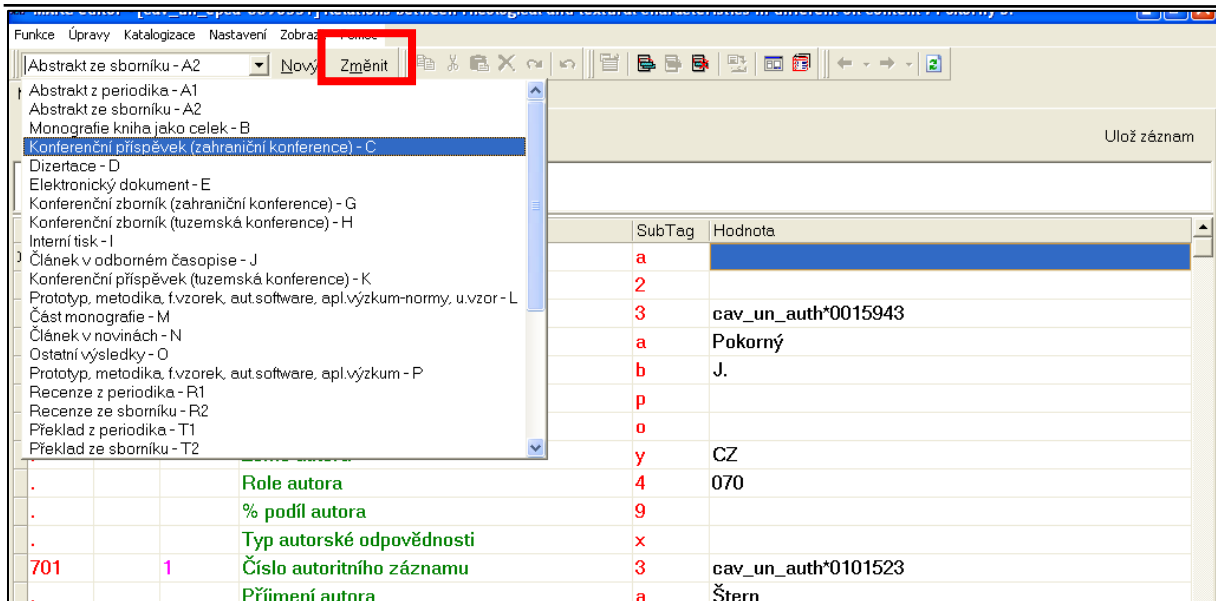 Funkce Úpravy Katalogizace Nastavení Zobraz
Abstrakt ze sborníku - A2 Nový Změnit
Abstrakt z periodika - A1
Abstrakt ze sborníku - A2
Monografie kniha jako celek - B
Konferenční příspěvek (zahraniční konference) - C
Ulož záznam
Dizertace - D
Elektronický dokument - E
Konferenční zborník (zahraniční konference) - G
Konferenční zborník (tuzemská konference) - H
SubTag Hodnota
Interní tisk - I
Článek v odborném časopise - J
a
Konferenční příspěvek (tuzemská konference) - K
2
Prototyp, metodika, f.vzorek, aut.software, apl.výzkum-normy, u.vzor - L
Část monografie - M
3 cav_un_auth*0015943
Článek v novinách - N
a Pokorný
Ostatní výsledky - O
Prototyp, metodika, f.vzorek, aut.software, apl.výzkum - P
b J.
Recenze z periodika - R1
p
Recenze ze sborníku - R2
Překlad z periodika - T1
o
Překlad ze sborníku - T2
y CZ
. Role autora 4 070
. % podíl autora 9
. Typ autorské odpovědnosti x
701 1 Číslo autoritního záznamu 3 cav_un_auth*0101523
. Příjmení autora a Štern